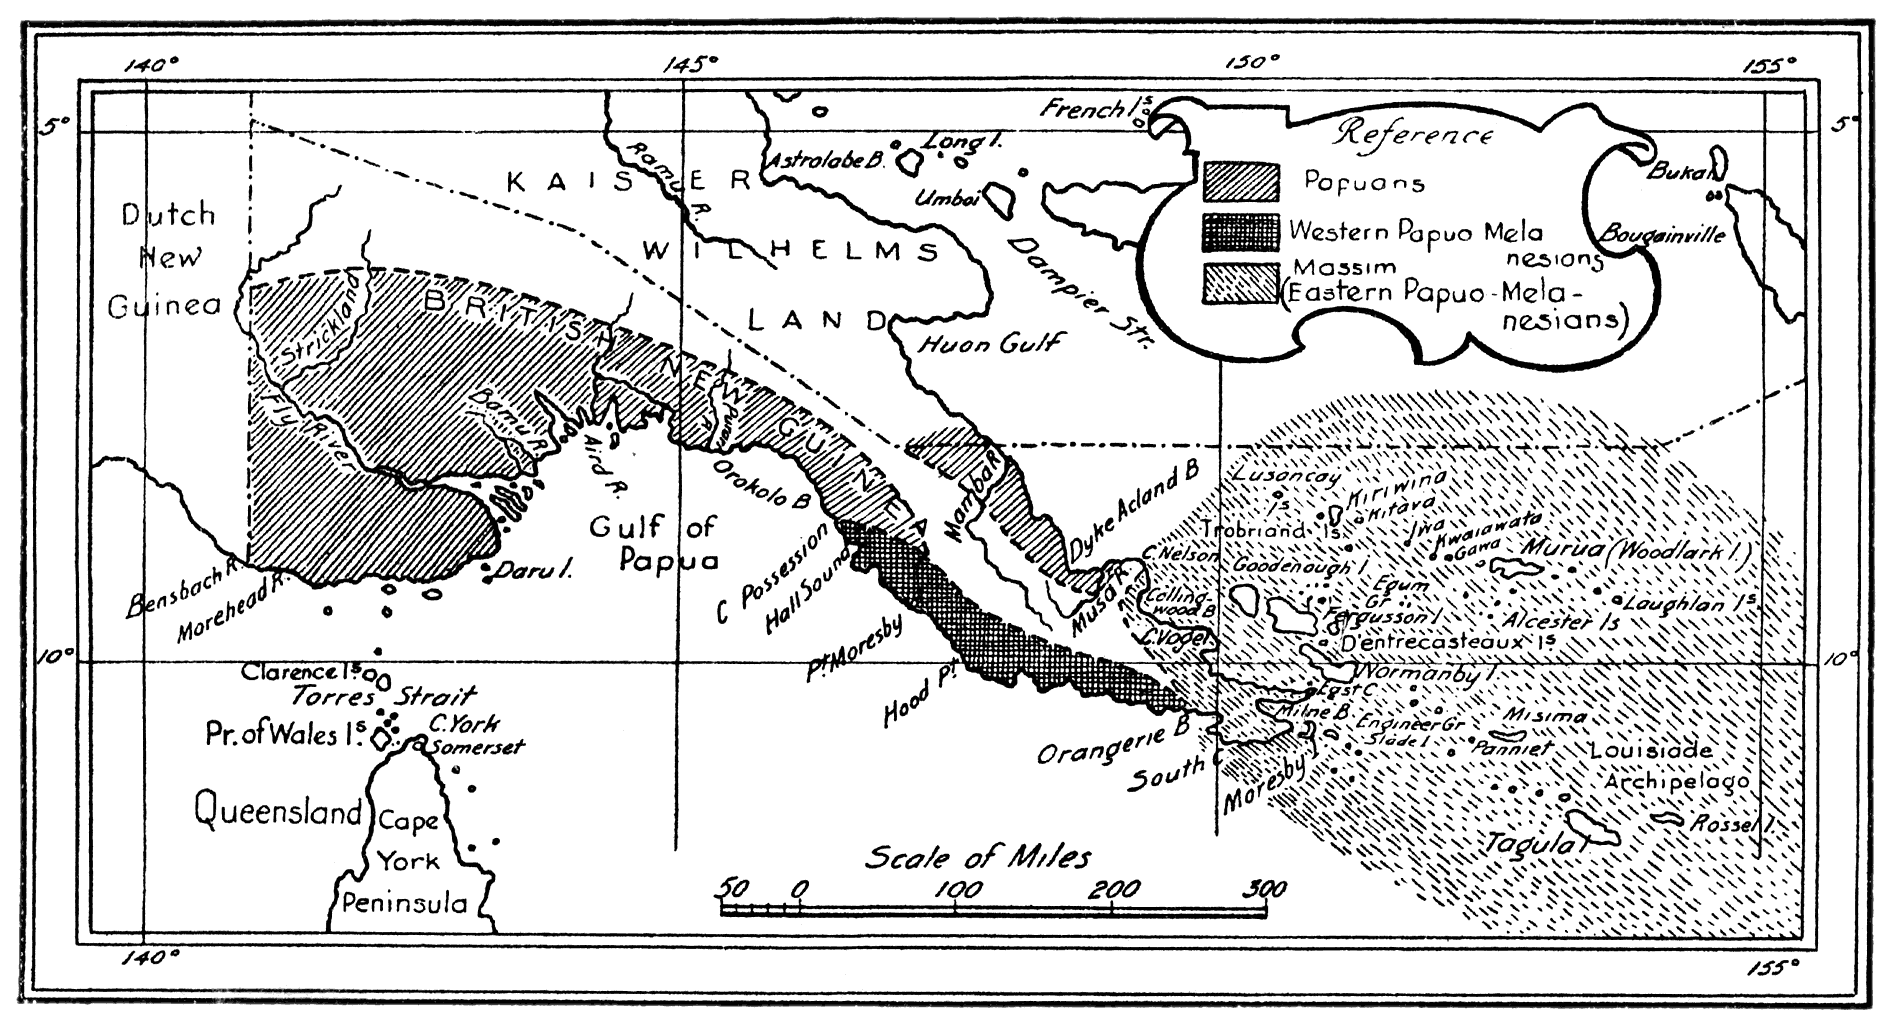 140°
145°
150°
155°
5°
5°
French Is
Reference
Long I.
Astrolabe B.
Ramu R.
KAISER
Umboi
Papuans
Buka I
Dutch
New
Guinea
WILHELMS
Dampier Str.
Western Papuo Mela
nesians
Bougainville
Massim
(Eastern Papuo-Mela-
nesians)
LAND
Huon Gulf
BRITISH NEW GUINEA
Strickland
Fly River
Bamu R.
Aird R.
Purari R.
Orokolo B
Mambare R
Dyke Acland B
Lusancay
Is
Kiriwina
Kitava
Trobriand Is.
Iwa
Kwaiawata
Gawa
Murua (Woodlark I.)
Gulf of
Papua
C Possession
Hall Sound
C. Nelson
Goodenough I
Bensbach R.
Morehead R.
Daru I.
Musa R.
Colling-
wood B
Egum
Gr
Fergusson I
Laughlan Is.
Alcester Is
C. Vogel
D'entrecasteaux Is
Pt Moresby
10°
10°
Clarence Is.
Torres Strait
Hood Pt
Normanby I.
East C
Milne B.
Pr. of Wales Is.
C. York
Somerset
Orangerie B
Engineer Gr
Slade I
Misima
Panniet
South C
Moresby I
Louisiade
Archipelago
Queensland
Cape
York
Peninsula
Tagula I
Rossel I.
Scale of Miles
50 0 100 200 300
140°
155°